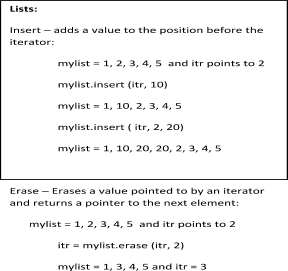 Lists:
Insert – adds a value to the position before the
iterator:
mylist = 1, 2, 3, 4, 5  and itr points to 2
mylist.insert (itr, 10)
mylist = 1, 10, 2, 3, 4, 5
mylist.insert ( itr, 2, 20)
mylist = 1, 10, 20, 20, 2, 3, 4, 5
Erase – Erases a value pointed to by an iterator
and returns a pointer to the next element:
mylist = 1, 2, 3, 4, 5  and itr points to 2
itr = mylist.erase (itr, 2)
mylist = 1, 3, 4, 5 and itr = 3